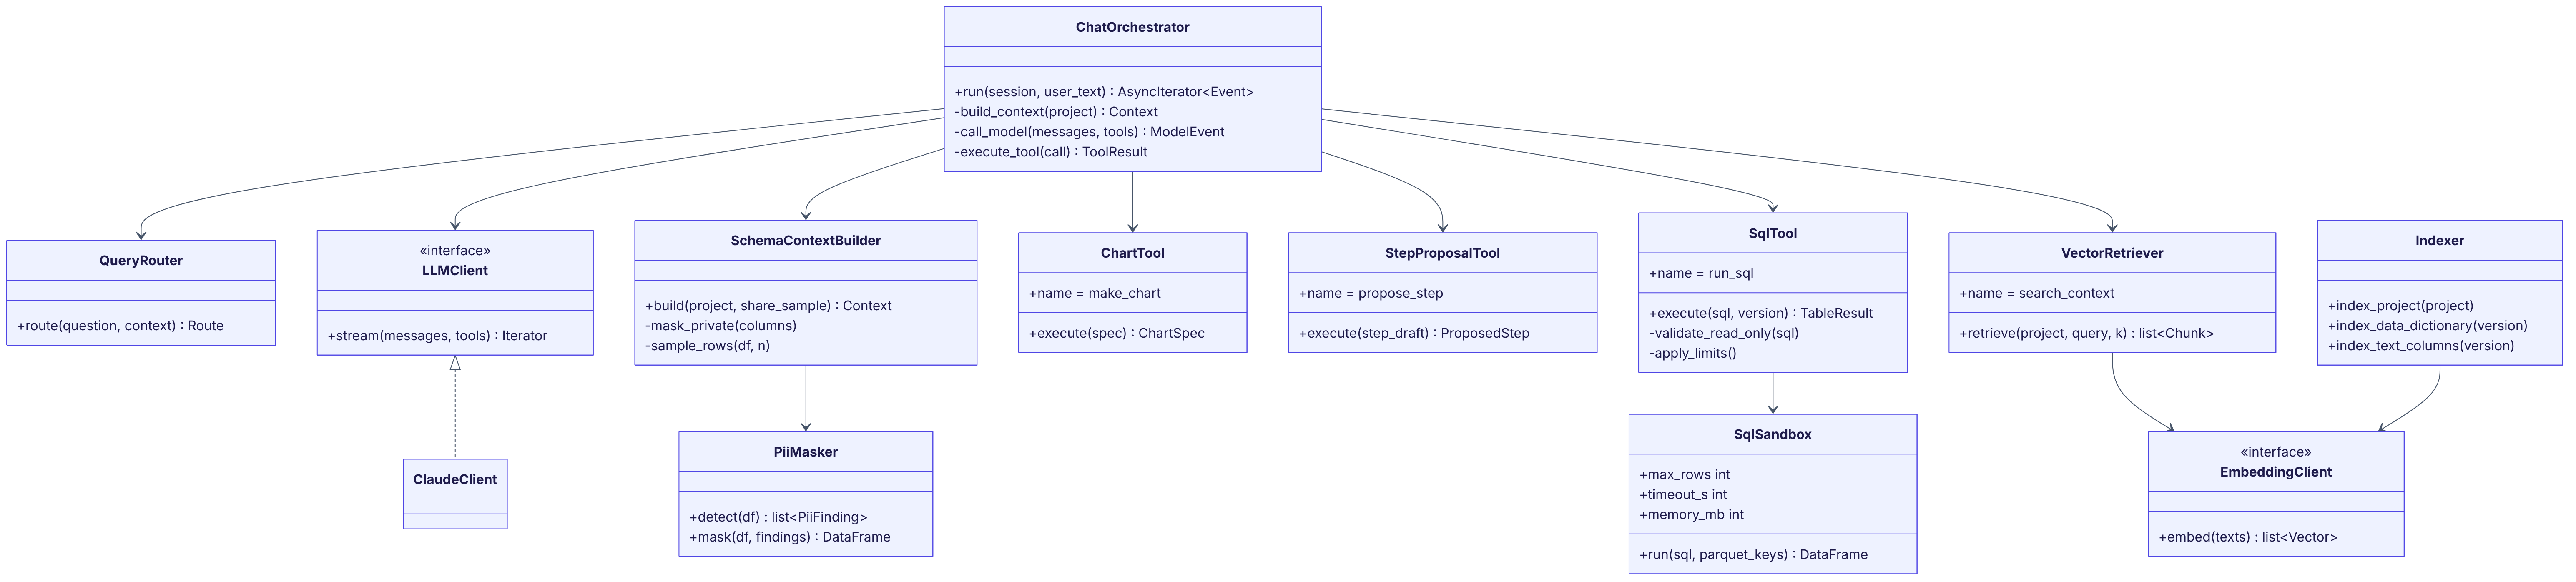 ChatOrchestrator
+run(session, user_text) : AsyncIterator<Event>
-build_context(project) : Context
-call_model(messages, tools) : ModelEvent
-execute_tool(call) : ToolResult
QueryRouter
+route(question, context) : Route
«interface»
LLMClient
+stream(messages, tools) : Iterator
SchemaContextBuilder
+build(project, share_sample) : Context
-mask_private(columns)
-sample_rows(df, n)
ChartTool
+name = make_chart
+execute(spec) : ChartSpec
StepProposalTool
+name = propose_step
+execute(step_draft) : ProposedStep
SqlTool
+name = run_sql
+execute(sql, version) : TableResult
-validate_read_only(sql)
-apply_limits()
VectorRetriever
+name = search_context
+retrieve(project, query, k) : list<Chunk>
Indexer
+index_project(project)
+index_data_dictionary(version)
+index_text_columns(version)
ClaudeClient
PiiMasker
+detect(df) : list<PiiFinding>
+mask(df, findings) : DataFrame
SqlSandbox
+max_rows int
+timeout_s int
+memory_mb int
+run(sql, parquet_keys) : DataFrame
«interface»
EmbeddingClient
+embed(texts) : list<Vector>